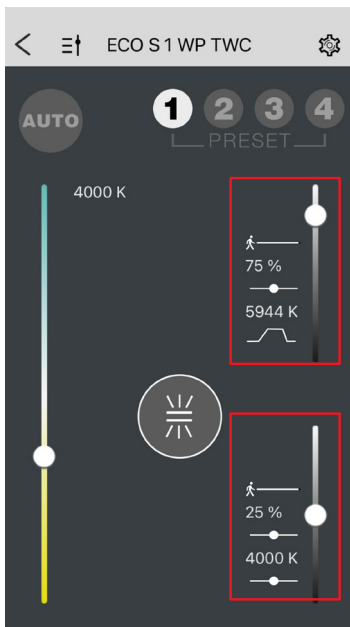 ECO S 1 WP TWC
AUTO
1 2 3 4
PRESET
4000 K
75 %
5944 K
25 %
4000 K